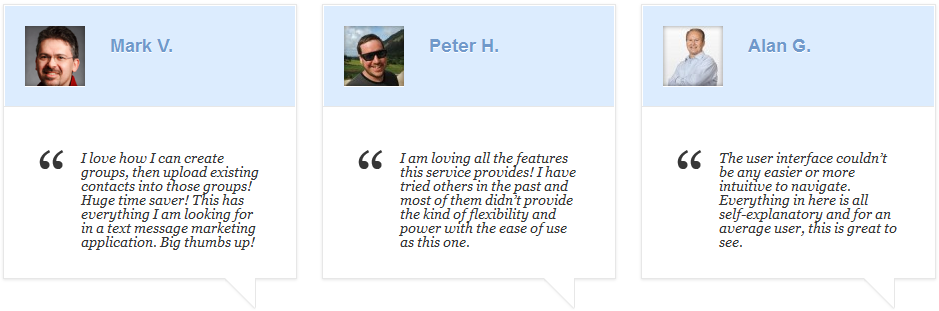 Mark V.
“ I love how I can create
groups, then upload existing
contacts into those groups!
Huge time saver! This has
everything I am looking for
in a text message marketing
application. Big thumbs up!
Peter H.
“ I am loving all the features
this service provides! I have
tried others in the past and
most of them didn’t provide
the kind of flexibility and
power with the ease of use
as this one.
Alan G.
“ The user interface couldn’t
be any easier or more
intuitive to navigate.
Everything in here is all
self-explanatory and for an
average user, this is great to
see.